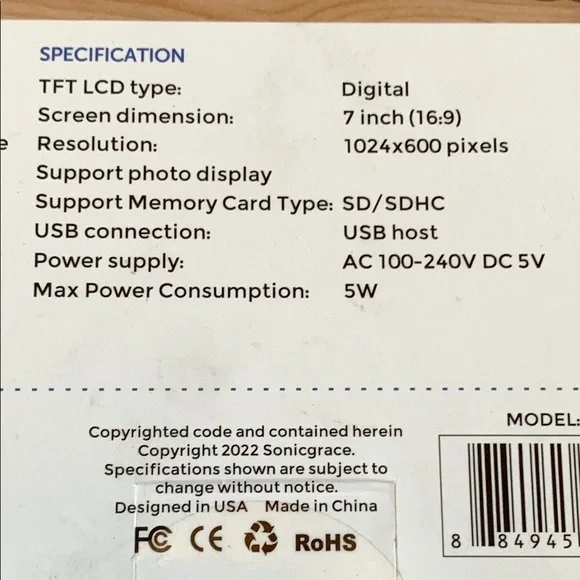 SPECIFICATION
TFT LCD type: Digital
Screen dimension: 7 inch (16:9)
Resolution: 1024x600 pixels
Support photo display
Support Memory Card Type: SD/SDHC
USB connection: USB host
Power supply: AC 100-240V DC 5V
Max Power Consumption: 5W
MODEL:
Copyrighted code and contained herein
Copyright 2022 Sonicgrace.
Specifications shown are subject to
change without notice.
Designed in USA Made in China
FC CE RoHS
8 84945